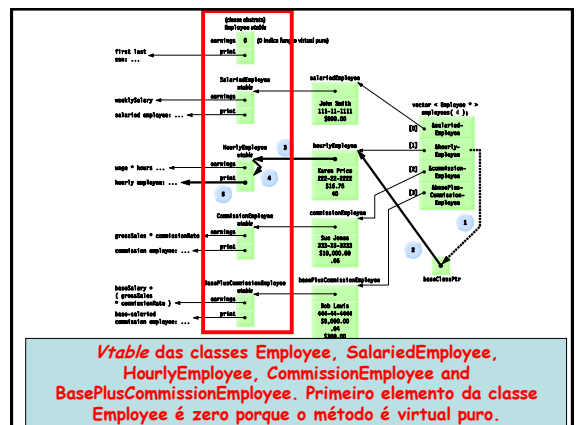 (classe abstrata)
Employee vtable
earnings 0 (0 indica função virtual pura)
print
first last
ssn: ...
SalariedEmployee
vtable
earnings
print
weeklySalary
salaried employee: ...
salariedEmployee
John Smith
111-11-1111
$800.00
vector < Employee * >
employees( 4 );
[0] &salaried-
Employee
[1] &hourly-
Employee
[2] &commission-
Employee
[3] &basePlus-
Commission-
Employee
HourlyEmployee
vtable
earnings
print
wage * hours ...
hourly employee: ...
3
4
5
hourlyEmployee
Karen Price
222-22-2222
$16.75
40
1
2
baseClassPtr
CommissionEmployee
vtable
earnings
print
grossSales * commissionRate
commission employee: ...
commissionEmployee
Sue Jones
333-33-3333
$10,000.00
.06
BasePlusCommissionEmployee
vtable
earnings
print
baseSalary +
( grossSales
* commissionRate )
base-salaried
commission employee: ...
basePlusCommissionEmployee
Bob Lewis
444-44-4444
$5,000.00
.04
$300.00
Vtable das classes Employee, SalariedEmployee,
HourlyEmployee, CommissionEmployee and
BasePlusCommissionEmployee. Primeiro elemento da classe
Employee é zero porque o método é virtual puro.